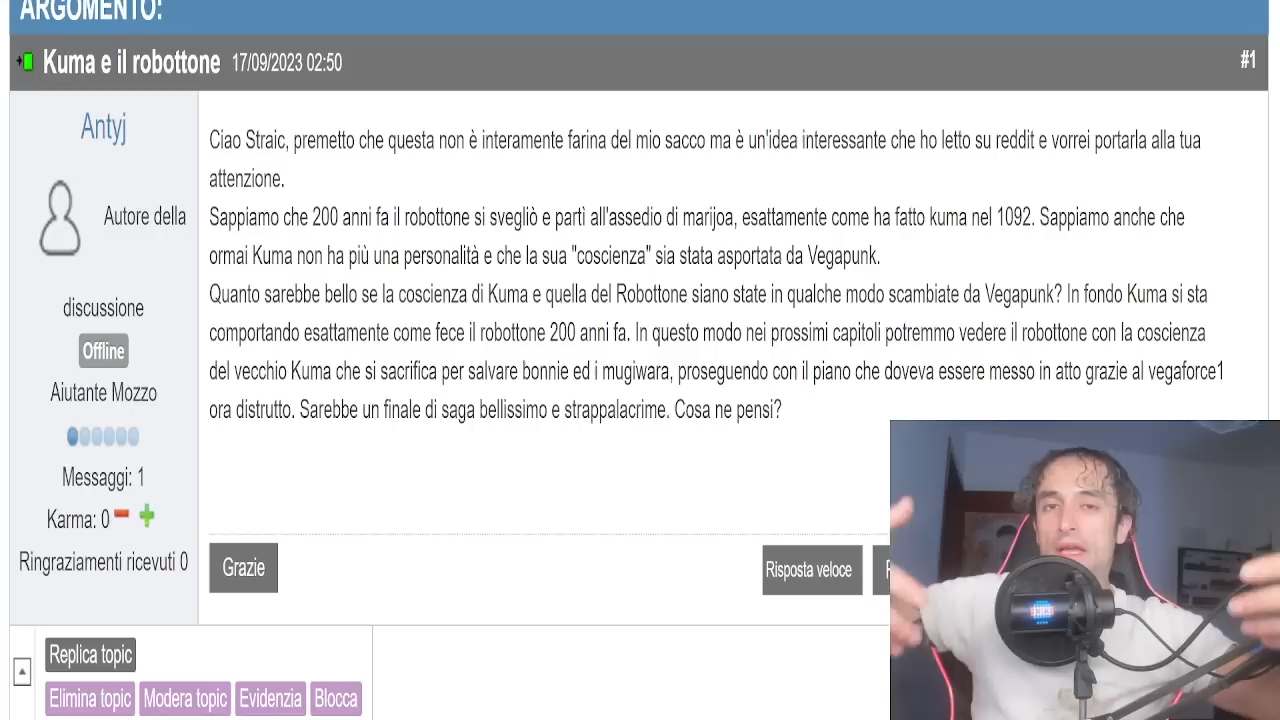 ARGOMENTO:
Kuma e il robottone 17/09/2023 02:50 #1
Antyj
Autore della
discussione
Offline
Aiutante Mozzo
Messaggi: 1
Karma: 0
Ringraziamenti ricevuti 0
Ciao Straic, premetto che questa non è interamente farina del mio sacco ma è un'idea interessante che ho letto su reddit e vorrei portarla alla tua
attenzione.
Sappiamo che 200 anni fa il robottone si svegliò e partì all'assedio di marijoa, esattamente come ha fatto kuma nel 1092. Sappiamo anche che
ormai Kuma non ha più una personalità e che la sua "coscienza" sia stata asportata da Vegapunk.
Quanto sarebbe bello se la coscienza di Kuma e quella del Robottone siano state in qualche modo scambiate da Vegapunk? In fondo Kuma si sta
comportando esattamente come fece il robottone 200 anni fa. In questo modo nei prossimi capitoli potremmo vedere il robottone con la coscienza
del vecchio Kuma che si sacrifica per salvare bonnie ed i mugiwara, proseguendo con il piano che doveva essere messo in atto grazie al vegaforce1
ora distrutto. Sarebbe un finale di saga bellissimo e strappalacrime. Cosa ne pensi?
Grazie
Risposta veloce
Replica topic
Elimina topic Modera topic Evidenzia Blocca